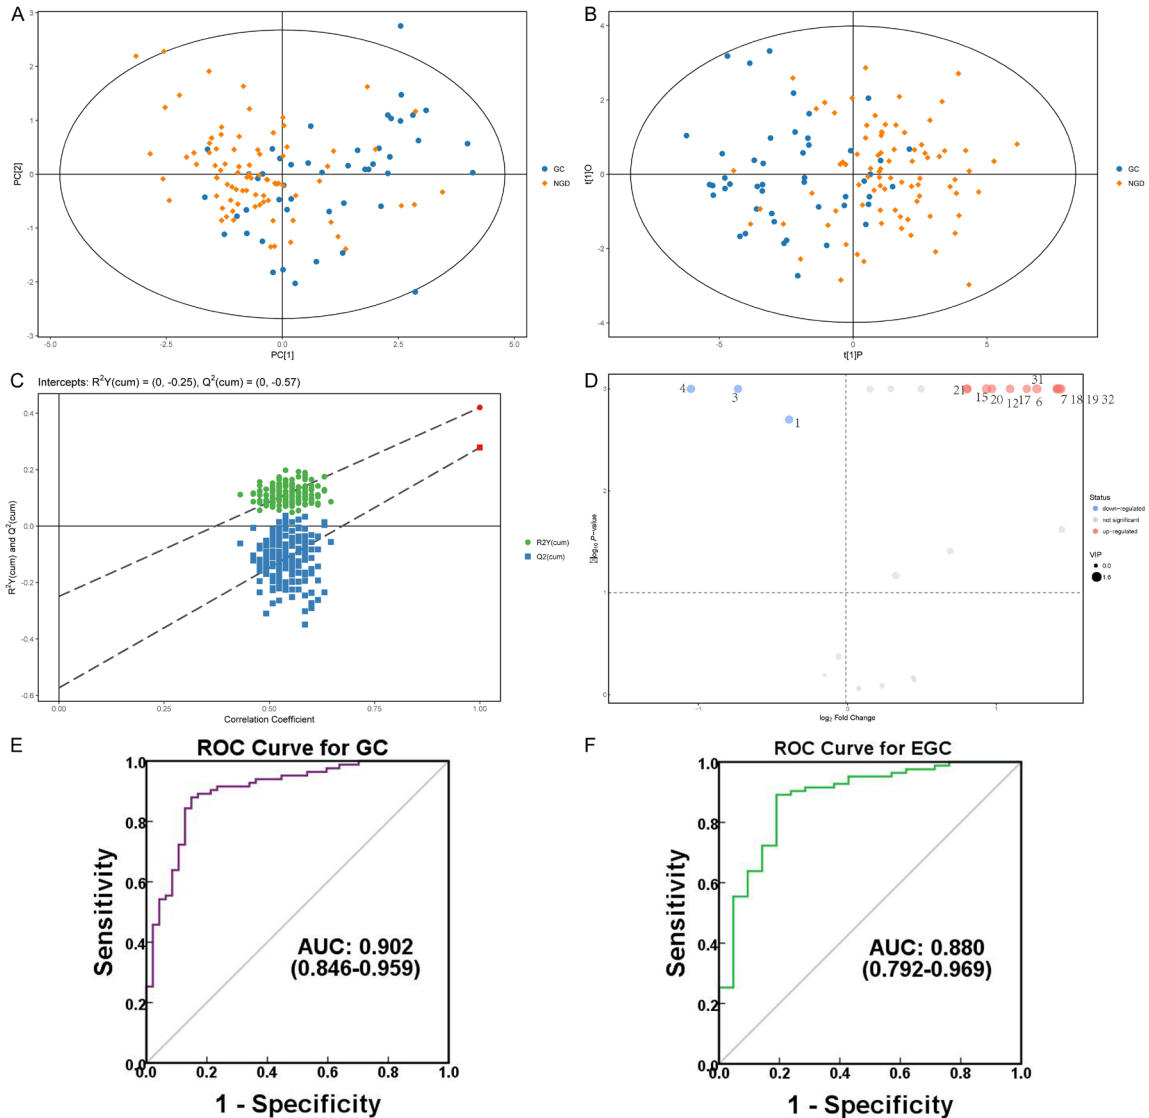 A
3
2
1
0
-1
-2
-3
PC[2]
-5.0
-2.5
0.0
2.5
5.0
PC[1]
GC
NGD
B
4
2
0
-2
-4
t[1]O
-5
0
5
t[1]P
GC
NGD
C
Intercepts: R²Y(cum) = (0, -0.25), Q²(cum) = (0, -0.57)
0.4
0.2
0.0
-0.2
-0.4
-0.6
R²Y(cum) and Q²(cum)
0.00
0.25
0.50
0.75
1.00
Correlation Coefficient
R2Y(cum)
Q2(cum)
D
3
2
1
0
log₁₀ P-value
4
3
1
21
15
20
12
17
31
6
7 18 19 32
-1
0
1
log₂ Fold Change
Status
down-regulated
not significant
up-regulated
VIP
0.0
1.6
E
ROC Curve for GC
1.0
0.8
0.6
0.4
0.2
0.0
Sensitivity
AUC: 0.902
(0.846-0.959)
0.0
0.2
0.4
0.6
0.8
1.0
1 - Specificity
F
ROC Curve for EGC
1.0
0.8
0.6
0.4
0.2
0.0
Sensitivity
AUC: 0.880
(0.792-0.969)
0.0
0.2
0.4
0.6
0.8
1.0
1 - Specificity